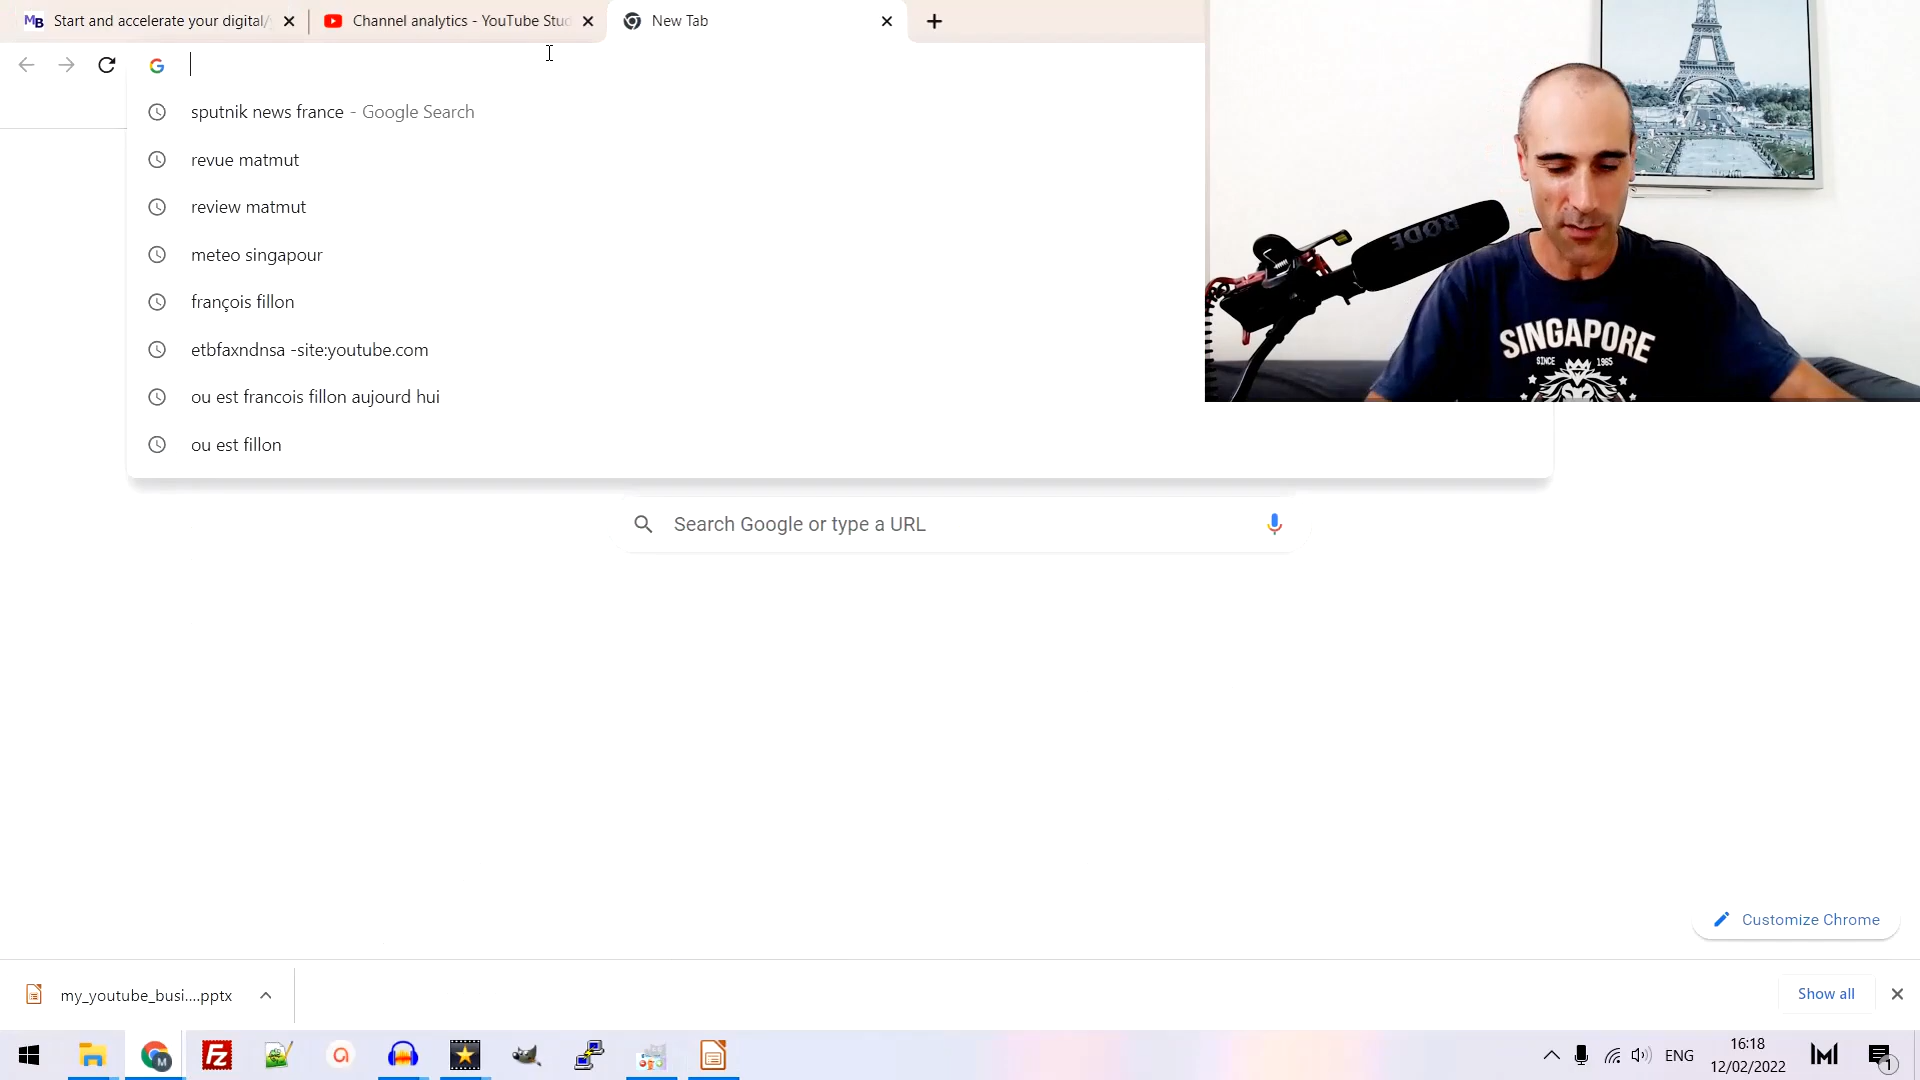 MB Start and accelerate your digital/
Channel analytics - YouTube Stud
New Tab
sputnik news france - Google Search
revue matmut
review matmut
meteo singapour
françois fillon
etbfaxndnsa -site:youtube.com
ou est francois fillon aujourd hui
ou est fillon
RØDE
SINGAPORE
SINCE 1965
Search Google or type a URL
Customize Chrome
my_youtube_busi....pptx
Show all
ENG
16:18
12/02/2022
1